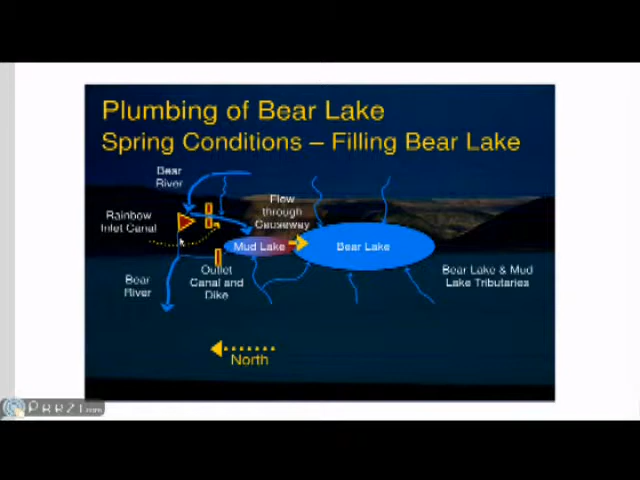 Plumbing of Bear Lake
Spring Conditions – Filling Bear Lake
Bear
River
Flow
through
Causeway
Rainbow
Inlet Canal
Mud Lake
Bear Lake
Outlet
Canal and
Dike
Bear
River
Bear Lake & Mud
Lake Tributaries
North